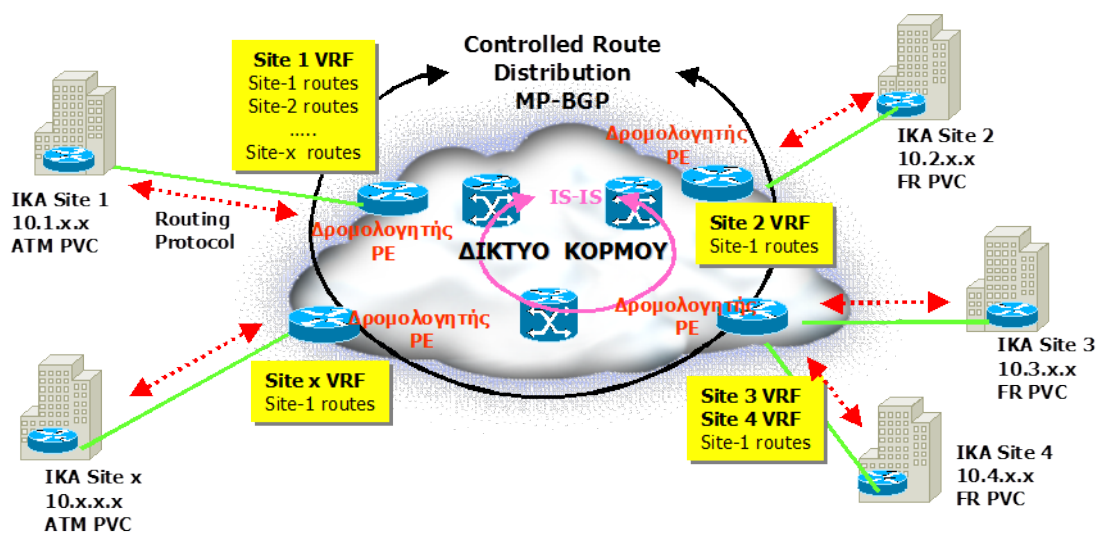 Controlled Route
Distribution
MP-BGP
Site 1 VRF
Site-1 routes
Site-2 routes
.....
Site-x routes
IKA Site 1
10.1.x.x
ATM PVC
Routing
Protocol
Δρομολογητής
PE
Δρομολογητής
PE
IS-IS
ΔΙΚΤΥΟ ΚΟΡΜΟΥ
IKA Site 2
10.2.x.x
FR PVC
Site 2 VRF
Site-1 routes
Δρομολογητής
PE
Δρομολογητής
PE
Site x VRF
Site-1 routes
IKA Site x
10.x.x.x
ATM PVC
Site 3 VRF
Site 4 VRF
Site-1 routes
IKA Site 3
10.3.x.x
FR PVC
IKA Site 4
10.4.x.x
FR PVC